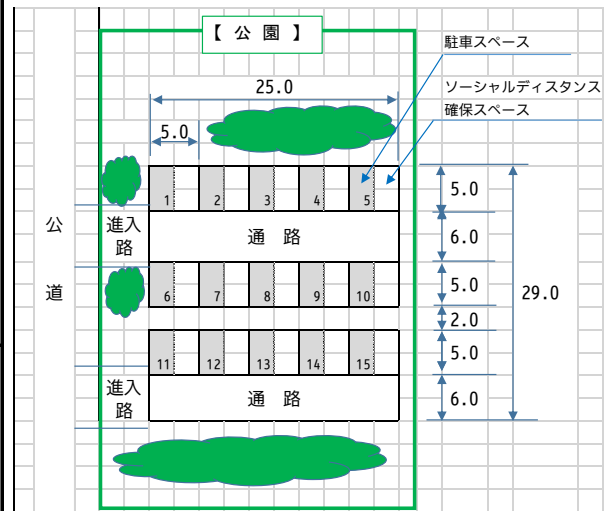 【 公 園 】
駐車スペース
25.0
ソーシャルディスタンス
確保スペース
5.0
1 2 3 4 5
5.0
公
道
進入
路
通 路
6.0
6 7 8 9 10
5.0
29.0
2.0
11 12 13 14 15
5.0
進入
路
通 路
6.0